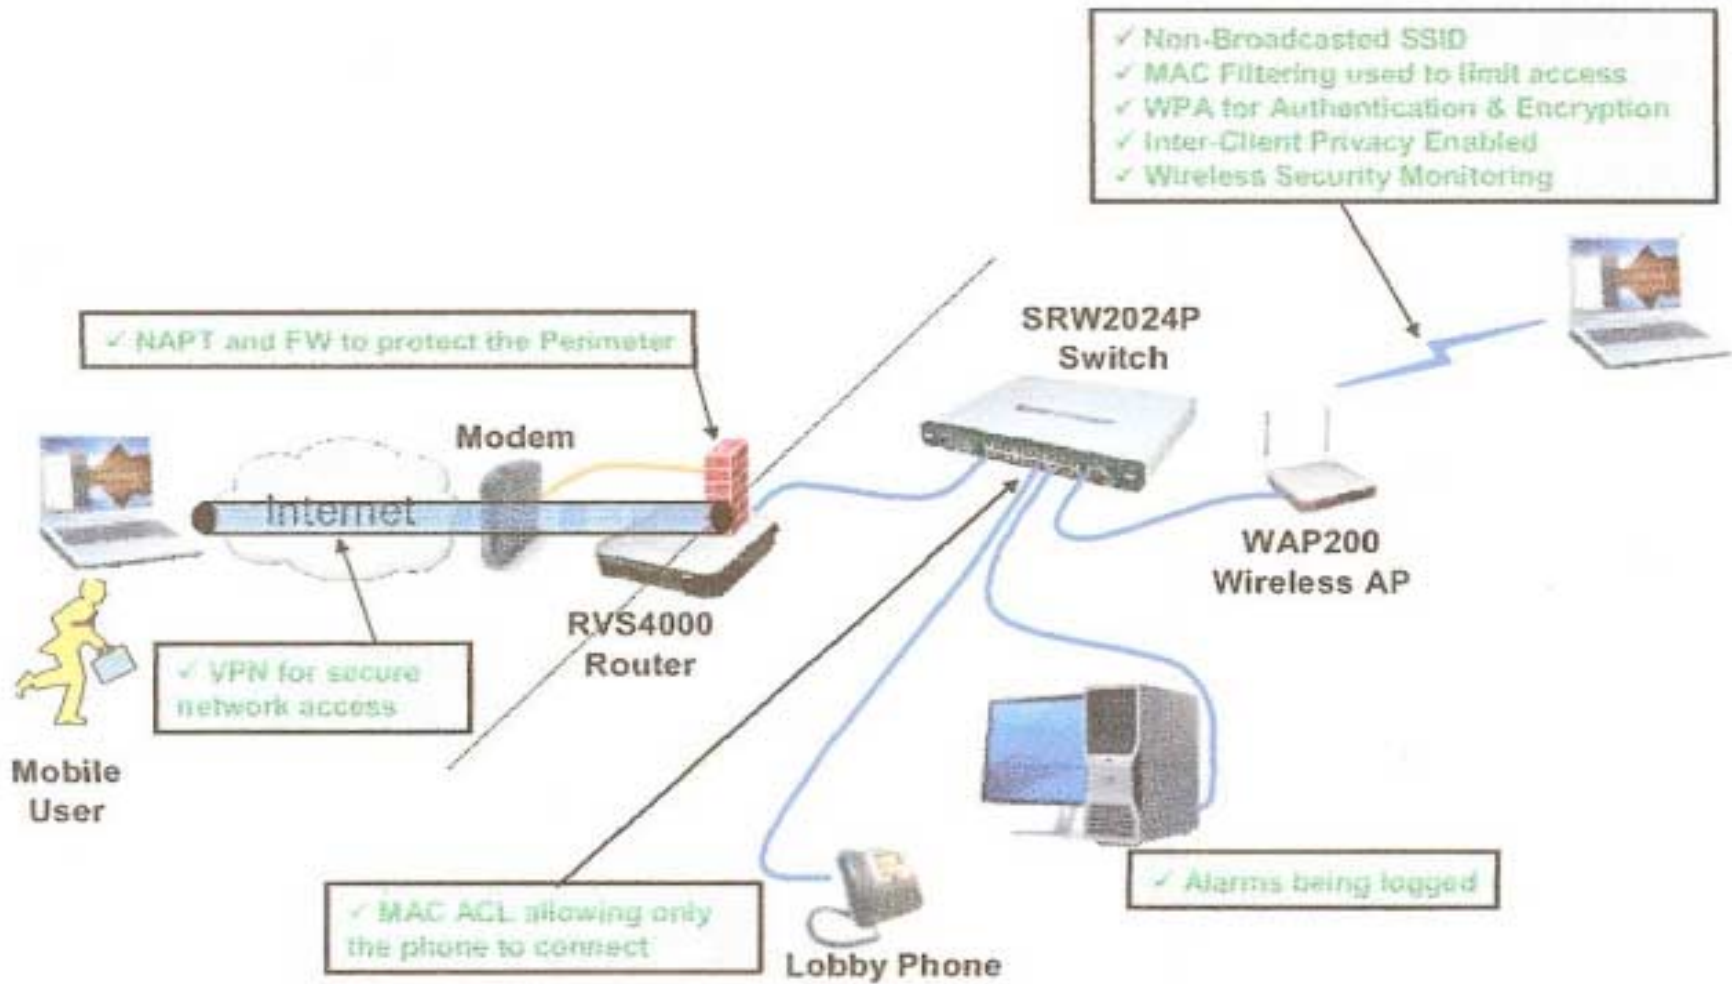 ✓ Non-Broadcasted SSID
✓ MAC Filtering used to limit access
✓ WPA for Authentication & Encryption
✓ Inter-Client Privacy Enabled
✓ Wireless Security Monitoring
SRW2024P
Switch
✓ NAPT and FW to protect the Perimeter
Modem
Internet
WAP200
Wireless AP
RVS4000
Router
✓ VPN for secure
network access
Mobile
User
✓ Alarms being logged
✓ MAC ACL allowing only
the phone to connect
Lobby Phone